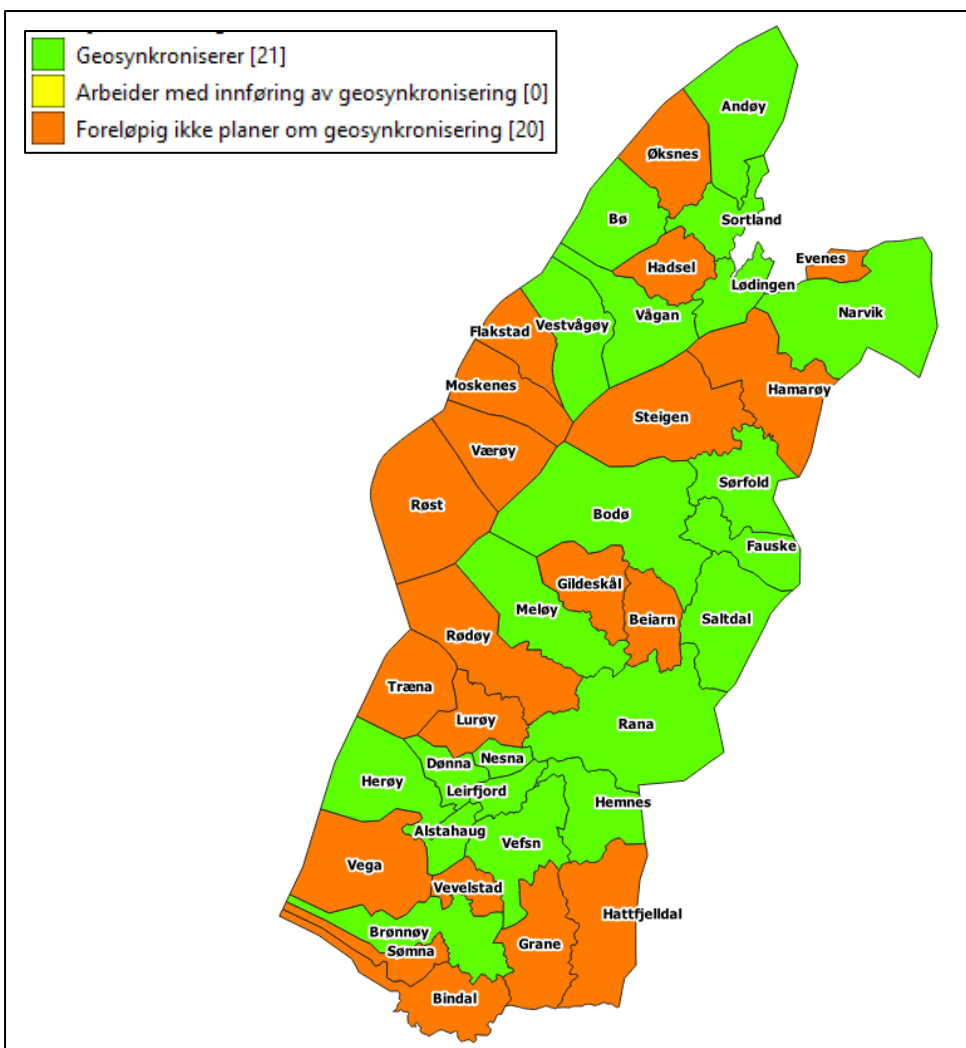 Geosynkroniserer [21]
Arbeider med innføring av geosynkronisering [0]
Foreløpig ikke planer om geosynkronisering [20]
Andøy
Øksnes
Bø
Sortland
Hadsel
Evenes
Lødingen
Narvik
Vågan
Vestvågøy
Flakstad
Moskenes
Hamarøy
Steigen
Værøy
Sørfold
Røst
Bodø
Fauske
Gildeskål
Meløy
Beiarn
Saltdal
Rødøy
Træna
Lurøy
Rana
Nesna
Dønna
Herøy
Leirfjord
Hemnes
Alstahaug
Vefsn
Vega
Vevelstad
Hattfjelldal
Brønnøy
Grane
Sømna
Bindal